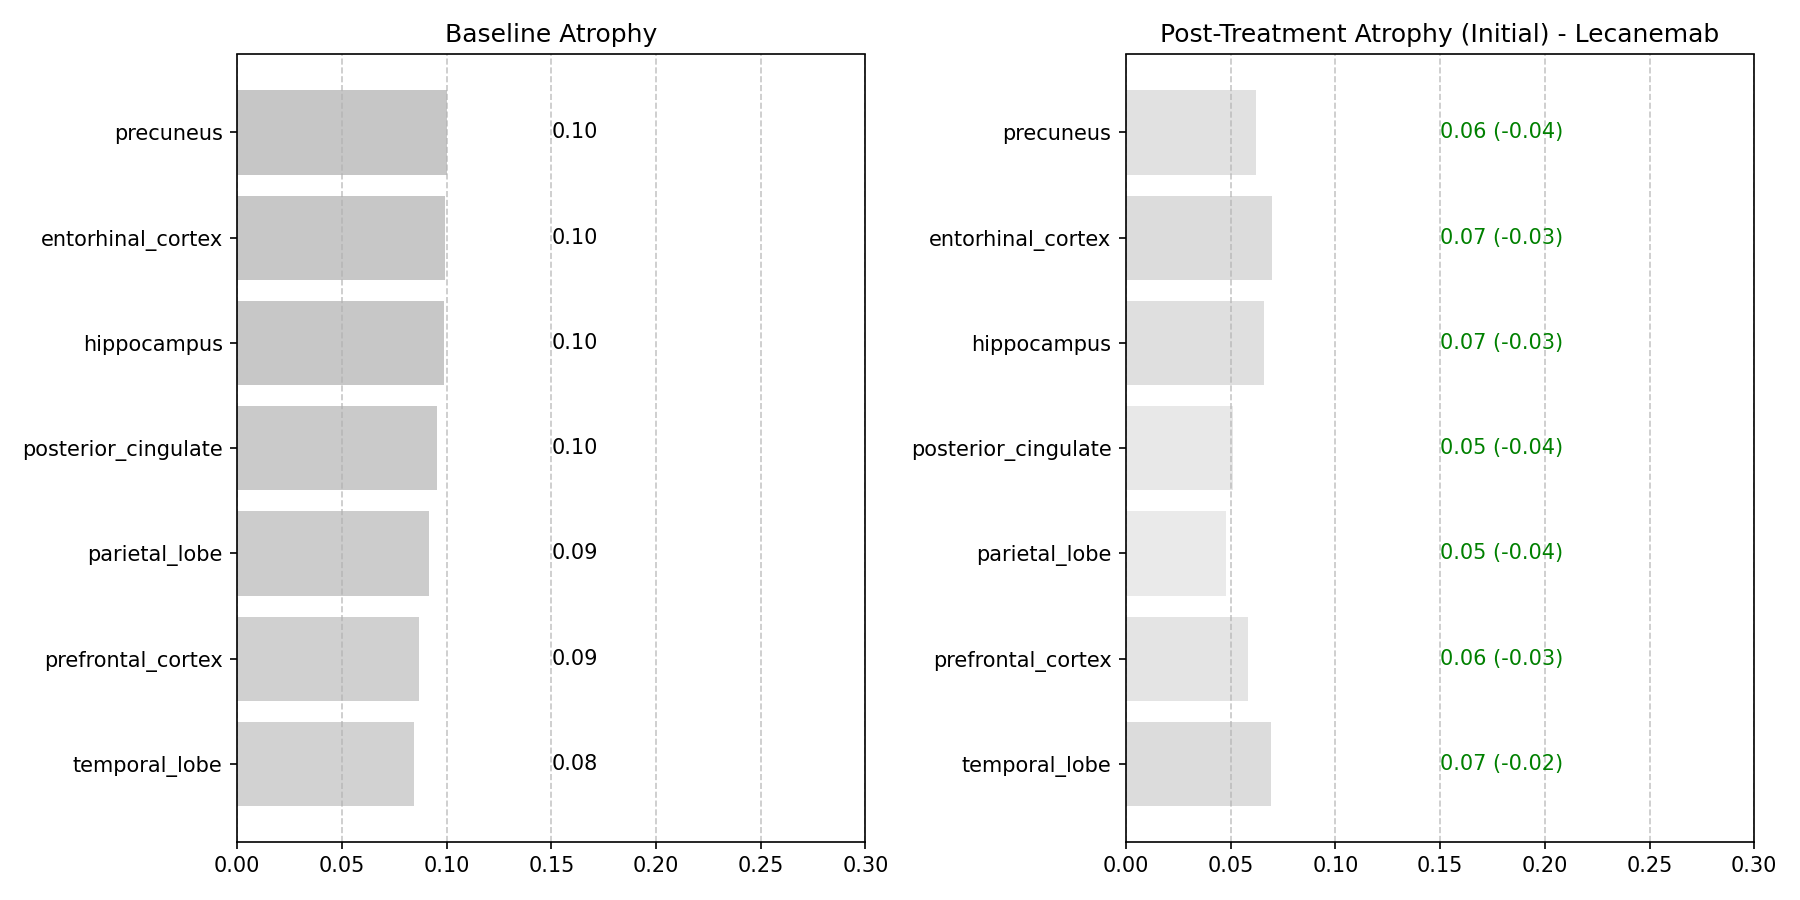 Baseline Atrophy
precuneus 0.10
entorhinal_cortex 0.10
hippocampus 0.10
posterior_cingulate 0.10
parietal_lobe 0.09
prefrontal_cortex 0.09
temporal_lobe 0.08
0.00 0.05 0.10 0.15 0.20 0.25 0.30
Post-Treatment Atrophy (Initial) - Lecanemab
precuneus 0.06 (-0.04)
entorhinal_cortex 0.07 (-0.03)
hippocampus 0.07 (-0.03)
posterior_cingulate 0.05 (-0.04)
parietal_lobe 0.05 (-0.04)
prefrontal_cortex 0.06 (-0.03)
temporal_lobe 0.07 (-0.02)
0.00 0.05 0.10 0.15 0.20 0.25 0.30